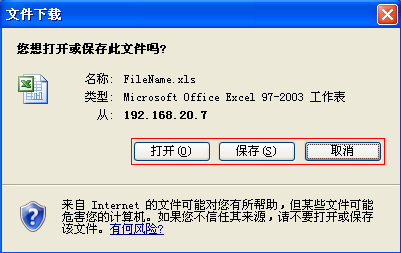 文件下载
您想打开或保存此文件吗?
名称: FileName.xls
类型: Microsoft Office Excel 97-2003 工作表
从: 192.168.20.7
打开(O) 保存(S) 取消
来自 Internet 的文件可能对您有所帮助,但某些文件可能
危害您的计算机。如果您不信任其来源,请不要打开或保存
该文件。有何风险?